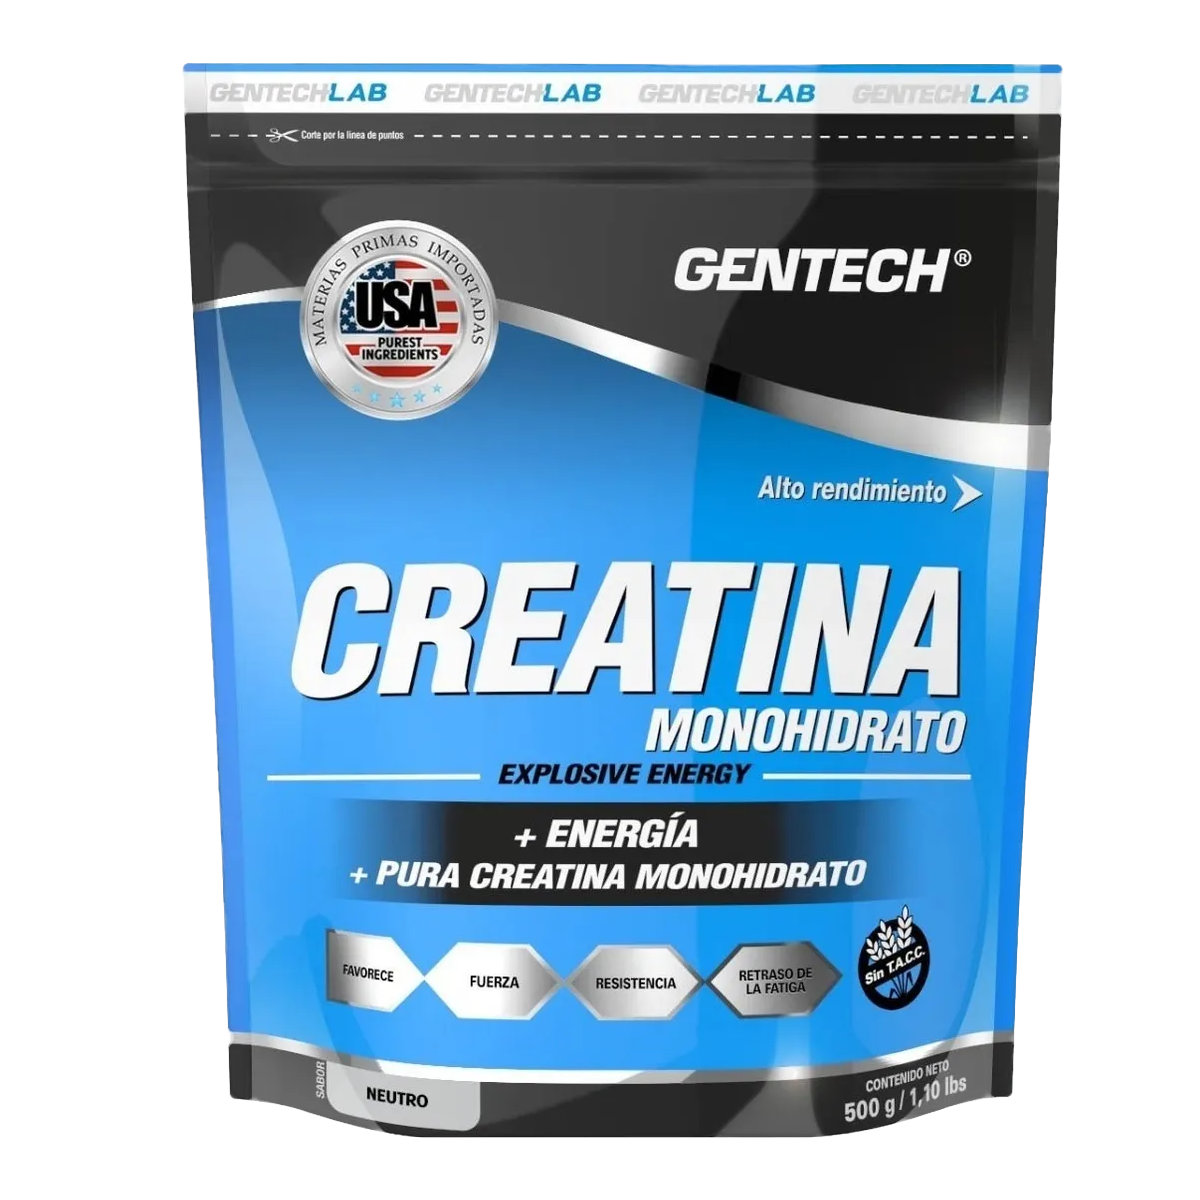 GENTECHLAB GENTECHLAB GENTECHLAB GENTECHLAB
Corte por la línea de puntos
MATERIAS PRIMAS IMPORTADAS
USA
PUREST
INGREDIENTS
GENTECH®
Alto rendimiento
CREATINA
MONOHIDRATO
EXPLOSIVE ENERGY
+ ENERGÍA
+ PURA CREATINA MONOHIDRATO
FAVORECE
FUERZA
RESISTENCIA
RETRASO DE
LA FATIGA
Sin T.A.C.C.
SABOR
NEUTRO
CONTENIDO NETO
500 g / 1,10 lbs